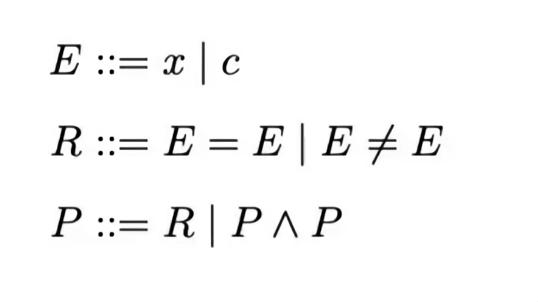 E ::= x | c
R ::= E = E | E ≠ E
P ::= R | P ∧ P